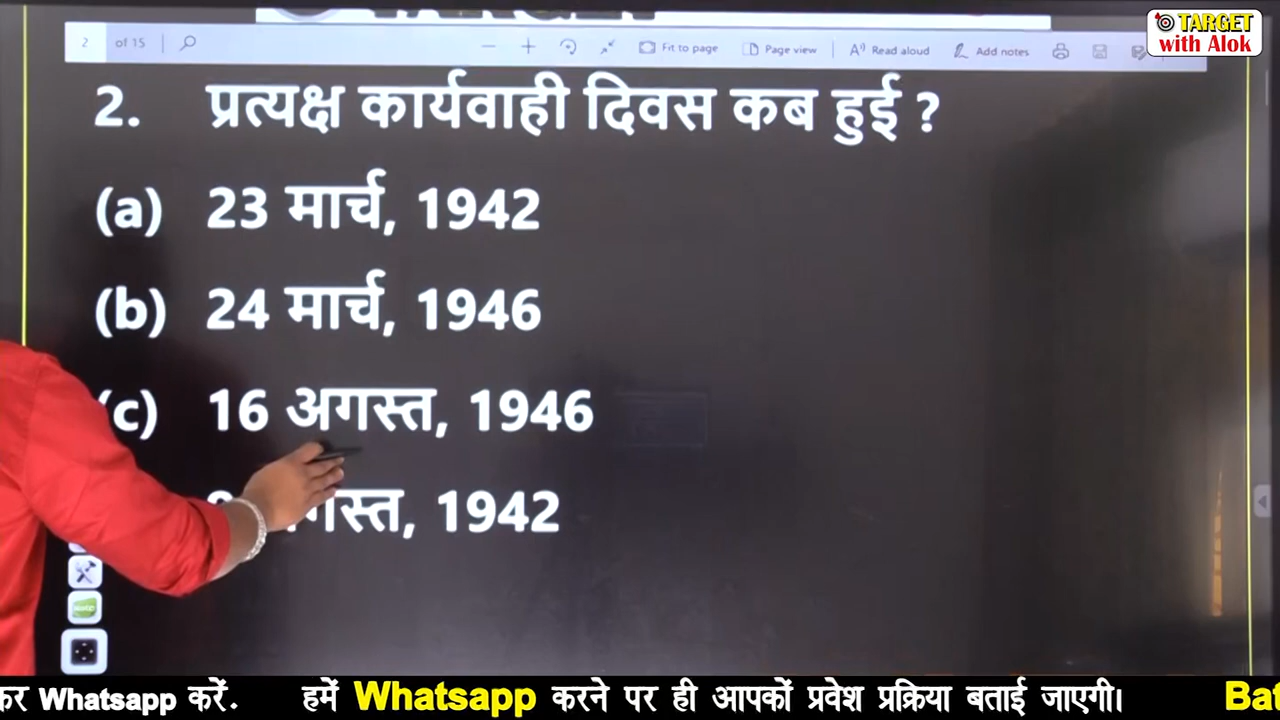 TARGET
with Alok
2 of 15 Fit to page Page view Read aloud Add notes
2. प्रत्यक्ष कार्यवाही दिवस कब हुई ?
(a) 23 मार्च, 1942
(b) 24 मार्च, 1946
(c) 16 अगस्त, 1946
अगस्त, 1942
कर Whatsapp करें. हमें Whatsapp करने पर ही आपकों प्रवेश प्रक्रिया बताई जाएगी।